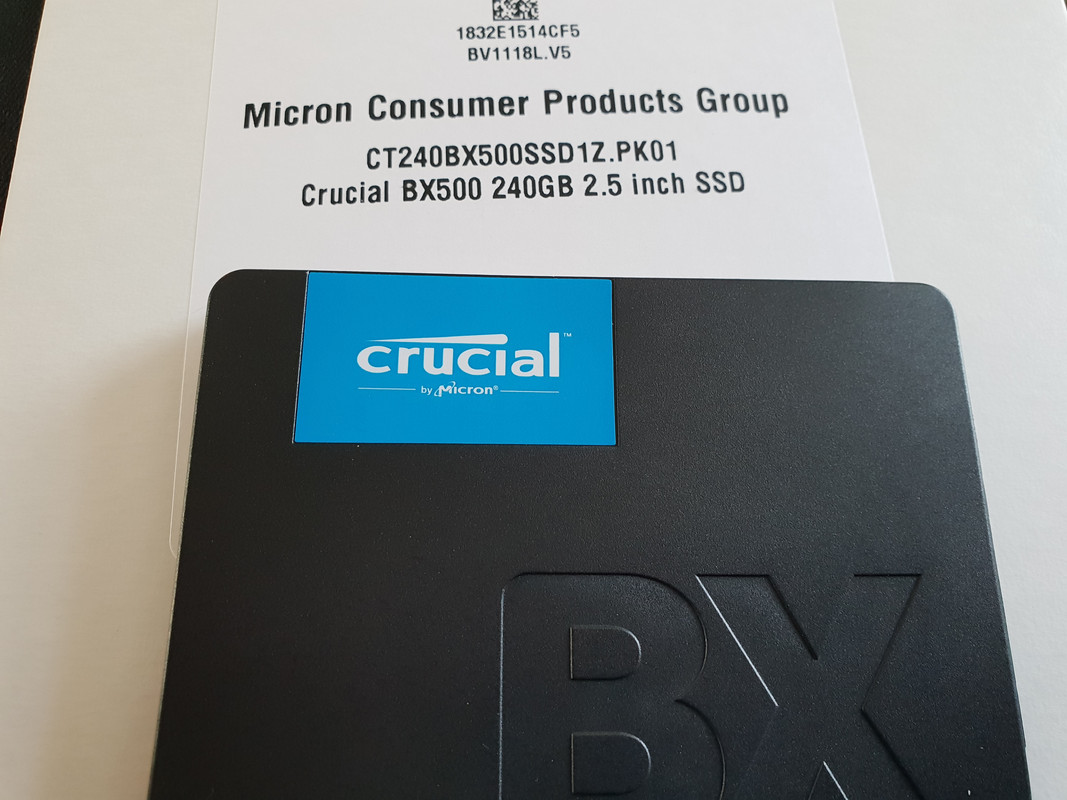 1832E1514CF5
BV1118L.V5
Micron Consumer Products Group
CT240BX500SSD1Z.PK01
Crucial BX500 240GB 2.5 inch SSD
crucial™
by Micron®
BX